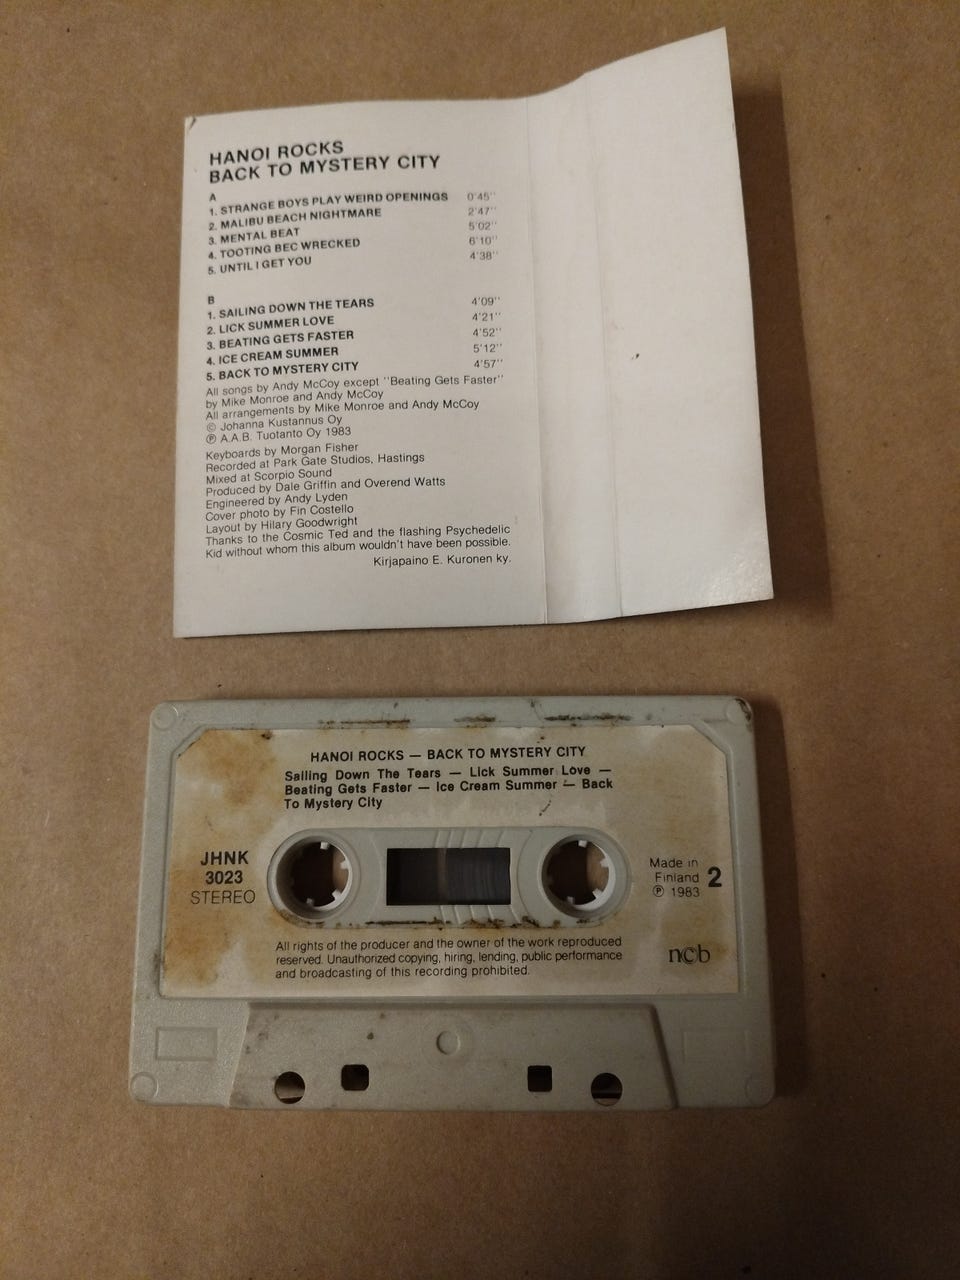 HANOI ROCKS
BACK TO MYSTERY CITY
A
1. STRANGE BOYS PLAY WEIRD OPENINGS 0'45''
2. MALIBU BEACH NIGHTMARE 2'47''
3. MENTAL BEAT 5'02''
4. TOOTING BEC WRECKED 6'10''
5. UNTIL I GET YOU 4'38''
B
1. SAILING DOWN THE TEARS 4'09''
2. LICK SUMMER LOVE 4'21''
3. BEATING GETS FASTER 4'52''
4. ICE CREAM SUMMER 5'12''
5. BACK TO MYSTERY CITY 4'57''
All songs by Andy McCoy except ''Beating Gets Faster''
by Mike Monroe and Andy McCoy
All arrangements by Mike Monroe and Andy McCoy
© Johanna Kustannus Oy
℗ A.A.B. Tuotanto Oy 1983
Keyboards by Morgan Fisher
Recorded at Park Gate Studios, Hastings
Mixed at Scorpio Sound
Produced by Dale Griffin and Overend Watts
Engineered by Andy Lyden
Cover photo by Fin Costello
Layout by Hilary Goodwright
Thanks to the Cosmic Ted and the flashing Psychedelic
Kid without whom this album wouldn't have been possible.
Kirjapaino E. Kuronen ky.
HANOI ROCKS — BACK TO MYSTERY CITY
Sailing Down The Tears — Lick Summer Love —
Beating Gets Faster — Ice Cream Summer — Back
To Mystery City
JHNK
3023
STEREO
Made in
Finland
℗ 1983
2
All rights of the producer and the owner of the work reproduced
reserved. Unauthorized copying, hiring, lending, public performance
and broadcasting of this recording prohibited.
n©b